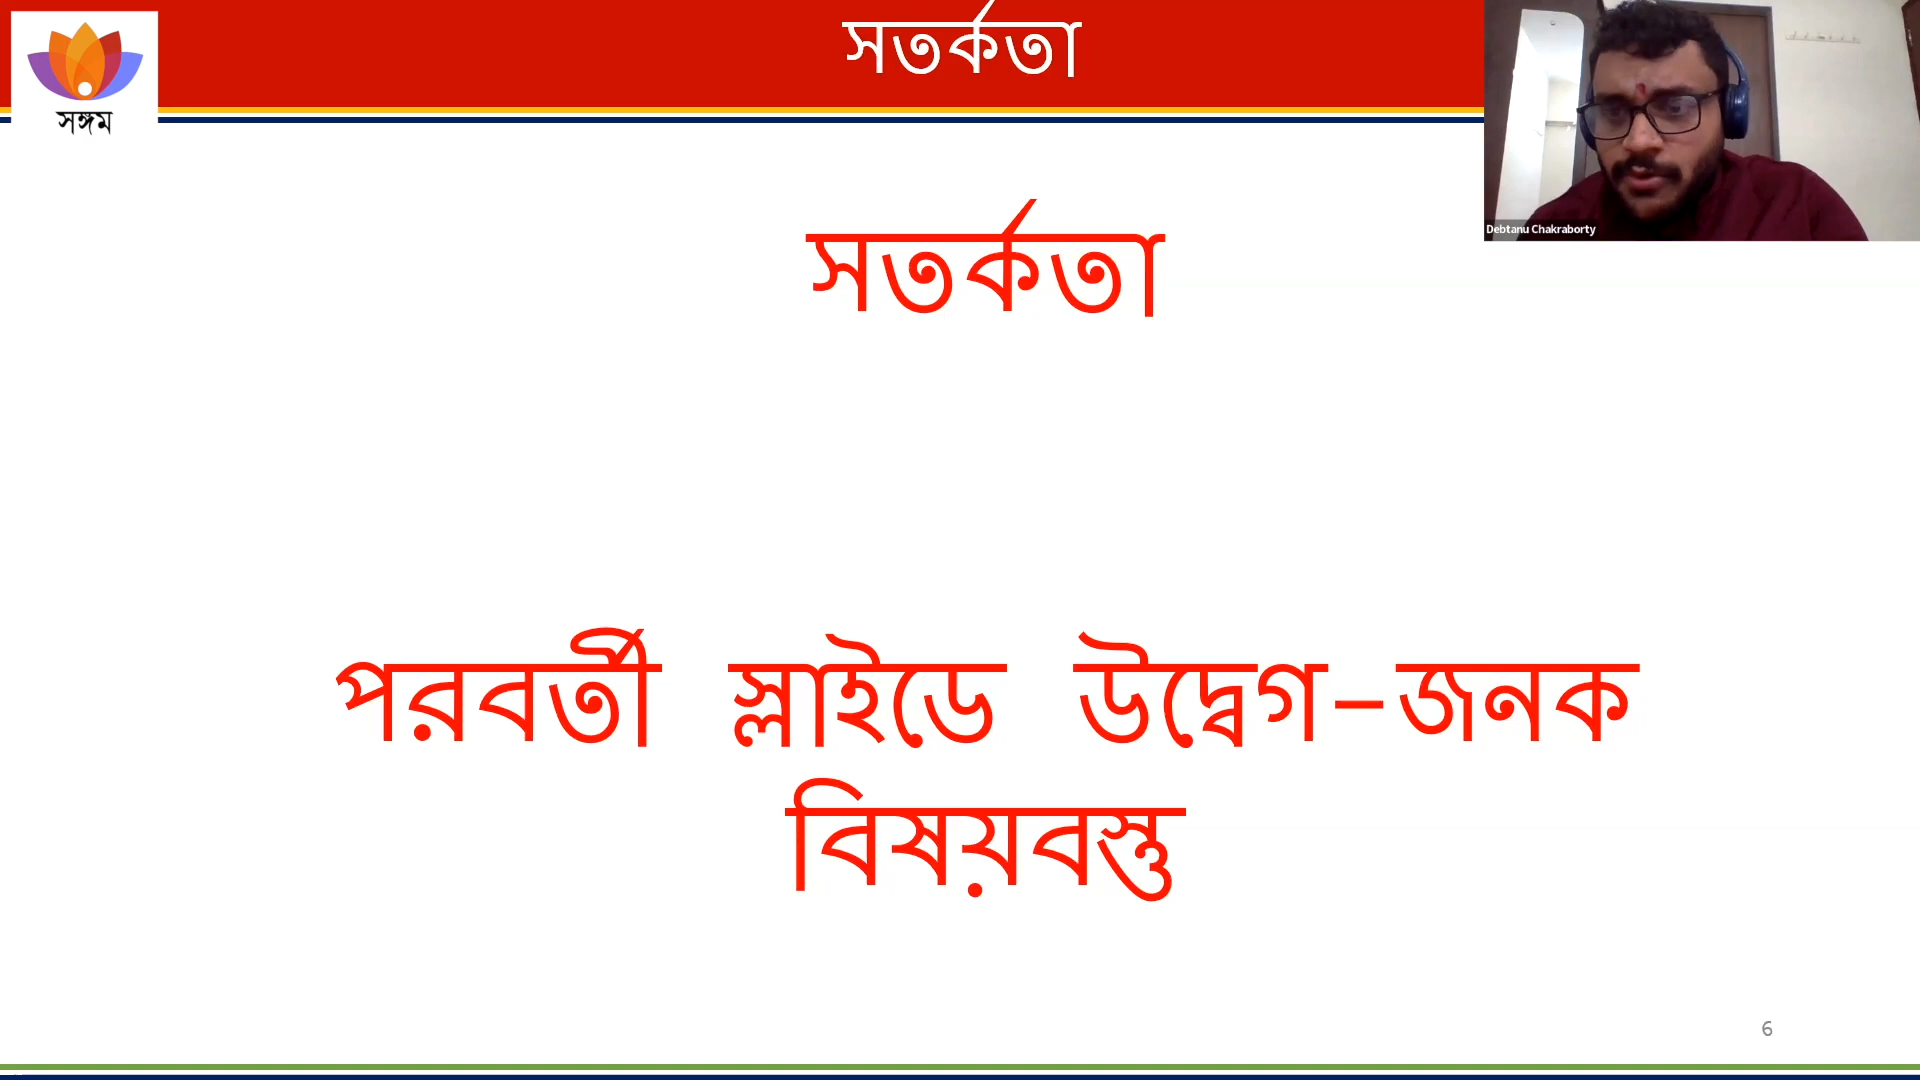 সতর্কতা
সঙ্গম
Debtanu Chakraborty
সতর্কতা
পরবর্তী স্লাইডে উদ্বেগ-জনক
বিষয়বস্তু
6